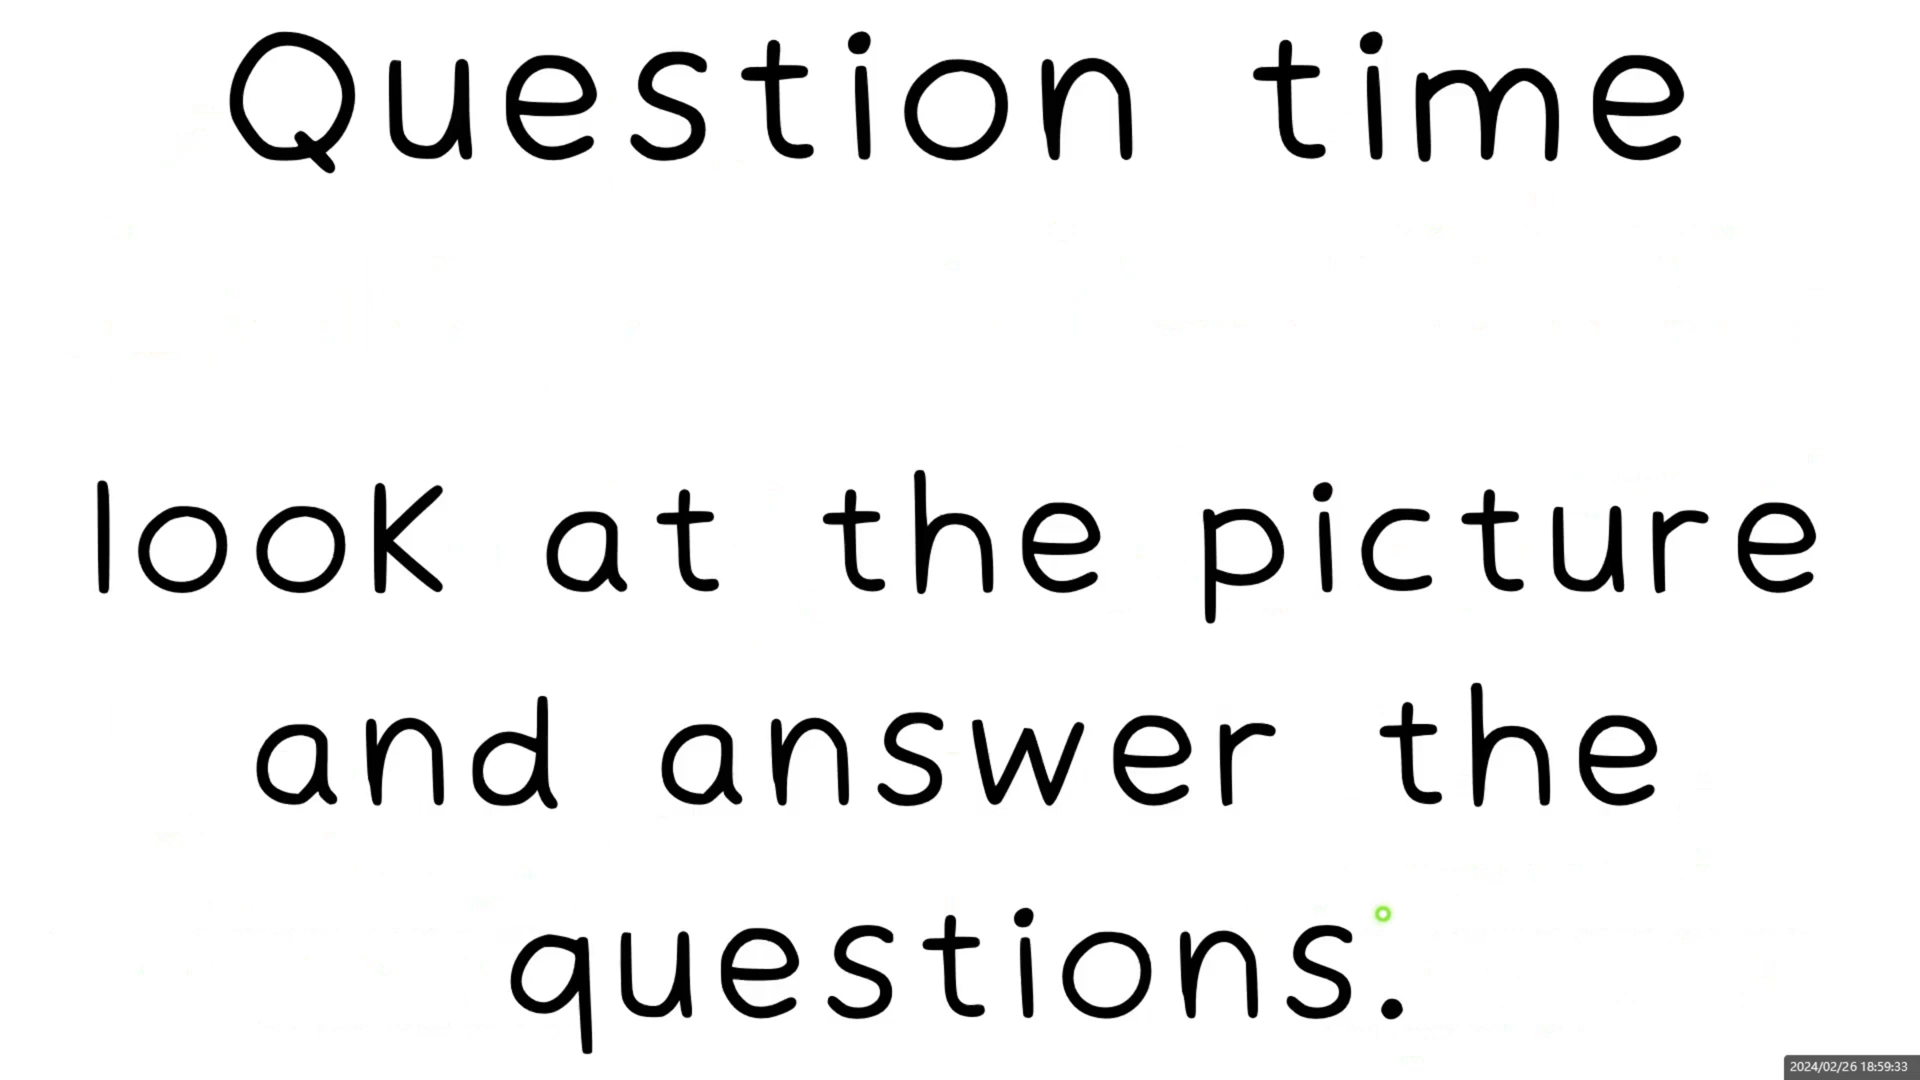 Question time
look at the picture
and answer the
questions.
2024/02/26 18:59:33